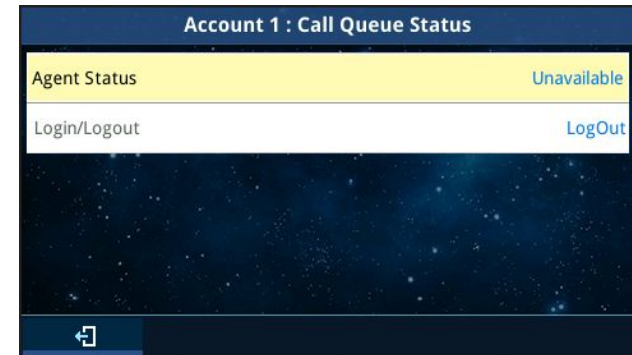 Account 1 : Call Queue Status
Agent Status Unavailable
Login/Logout LogOut